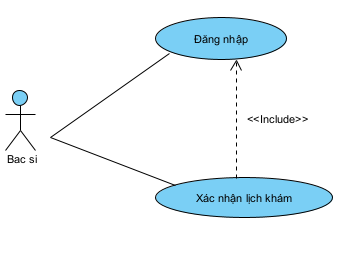 Đăng nhập
<<Include>>
Bac si
Xác nhận lịch khám